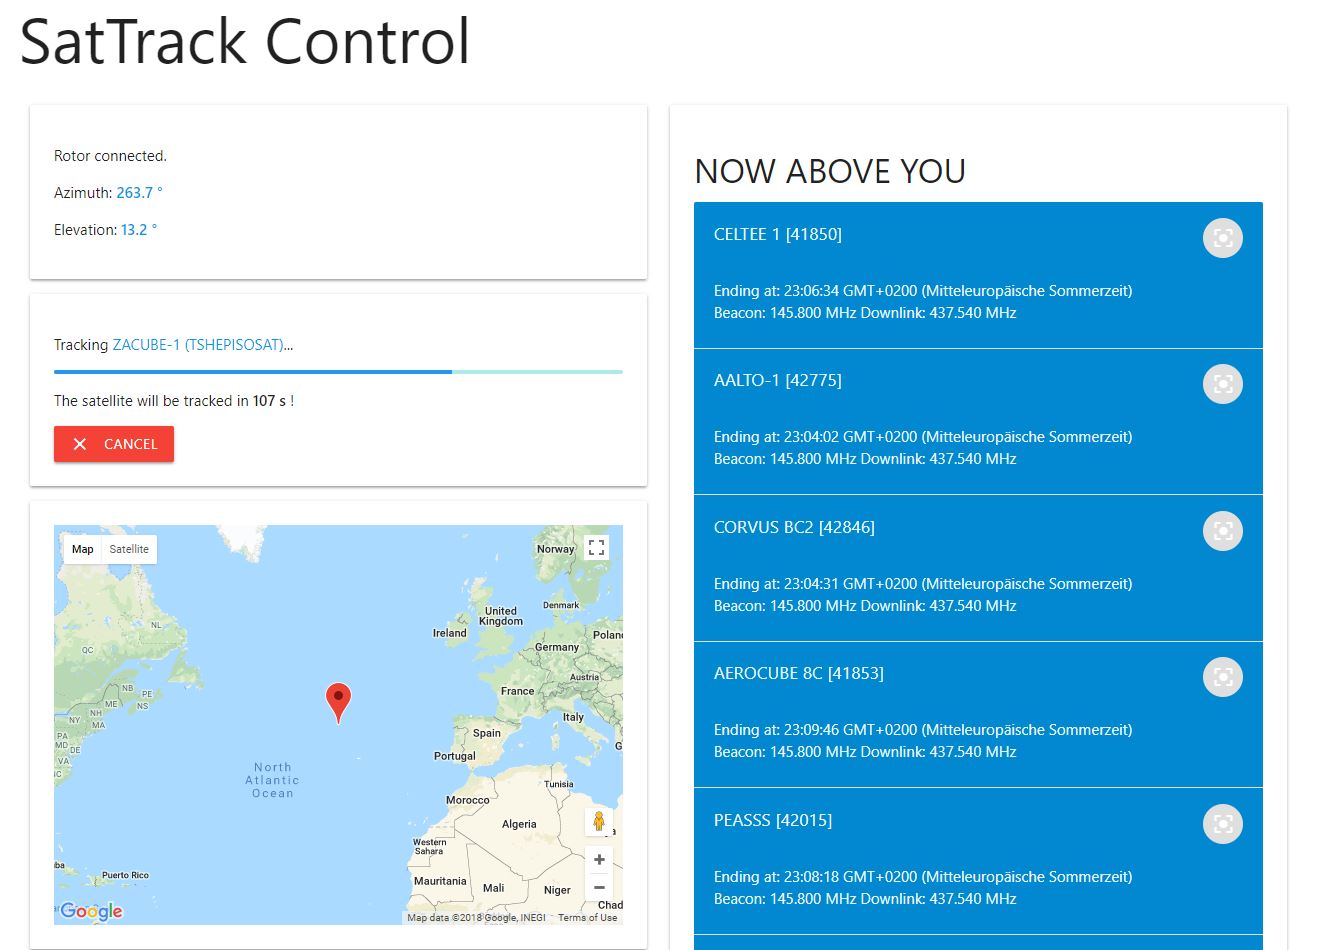 SatTrack Control
Rotor connected.
Azimuth: 263.7 °
Elevation: 13.2 °
Tracking ZACUBE-1 (TSHEPISOSAT)...
The satellite will be tracked in 107 s !
CANCEL
Map Satellite
Norway
NL
United
Kingdom
Denmark
Ireland
Poland
QC
Germany
NB
PE
Austria
ME
NS
France
NH
NY
MA
Italy
PA
Spain
MD
DE
VA
Portugal
NC
North
Atlantic
Ocean
Tunisia
Morocco
Algeria
Western
Sahara
Puerto Rico
Mauritania
Mali
Niger
Chad
Google
Map data ©2018 Google, INEGI Terms of Use
NOW ABOVE YOU
CELTEE 1 [41850]
Ending at: 23:06:34 GMT+0200 (Mitteleuropäische Sommerzeit)
Beacon: 145.800 MHz Downlink: 437.540 MHz
AALTO-1 [42775]
Ending at: 23:04:02 GMT+0200 (Mitteleuropäische Sommerzeit)
Beacon: 145.800 MHz Downlink: 437.540 MHz
CORVUS BC2 [42846]
Ending at: 23:04:31 GMT+0200 (Mitteleuropäische Sommerzeit)
Beacon: 145.800 MHz Downlink: 437.540 MHz
AEROCUBE 8C [41853]
Ending at: 23:09:46 GMT+0200 (Mitteleuropäische Sommerzeit)
Beacon: 145.800 MHz Downlink: 437.540 MHz
PEASSS [42015]
Ending at: 23:08:18 GMT+0200 (Mitteleuropäische Sommerzeit)
Beacon: 145.800 MHz Downlink: 437.540 MHz